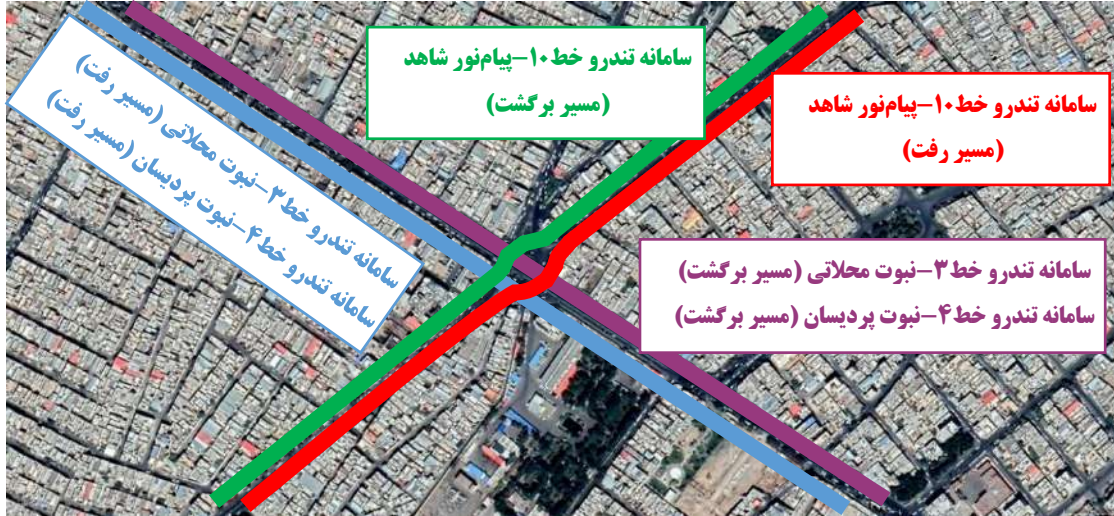 سامانه تندرو خط۱۰-پیام‌نور شاهد
(مسیر برگشت)
سامانه تندرو خط۱۰-پیام‌نور شاهد
(مسیر رفت)
سامانه تندرو خط۳-نبوت محلاتی (مسیر رفت)
سامانه تندرو خط۴-نبوت پردیسان (مسیر رفت)
سامانه تندرو خط۳-نبوت محلاتی (مسیر برگشت)
سامانه تندرو خط۴-نبوت پردیسان (مسیر برگشت)